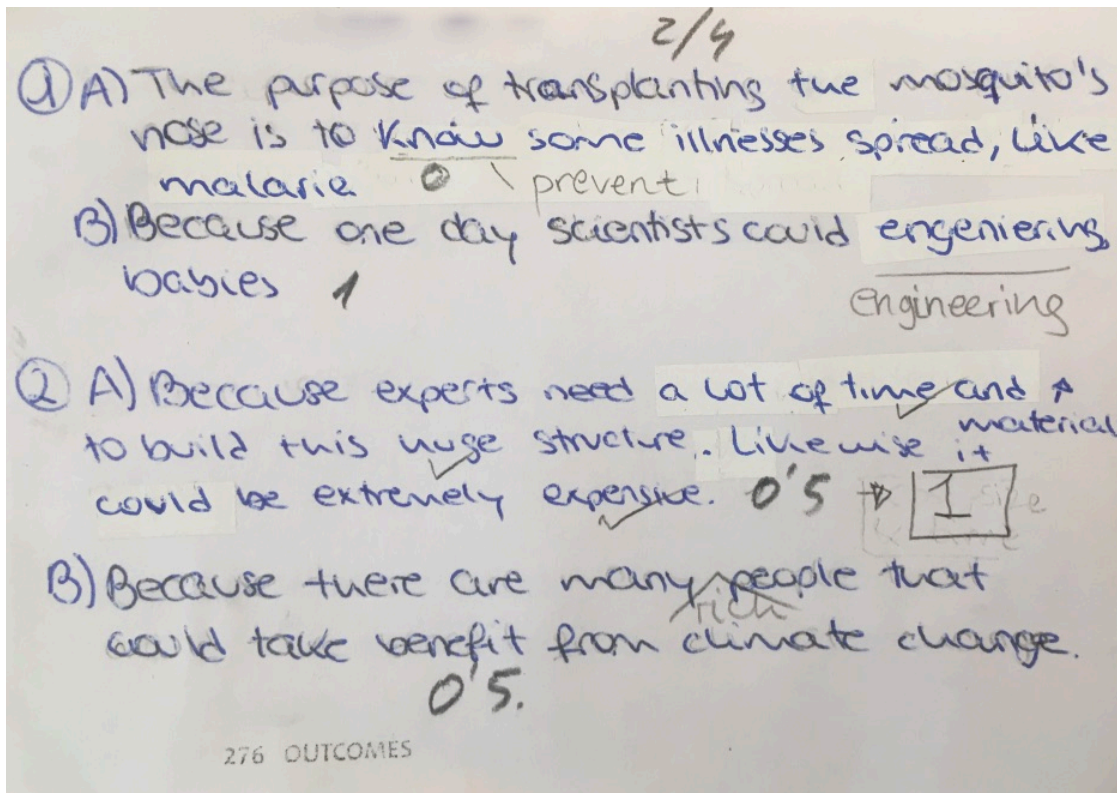 2/4
① A) The purpose of transplanting the mosquito's
nose is to know some illnesses spread, like
malaria 0 \ prevent
B) Because one day scientists could engeniering
babies 1
engineering
② A) Because experts need a lot of time and
material
to build this huge structure. Likewise it
could be extremely expensive. 0'5 → 1
B) Because there are many people that
rich
could take benefit from climate change.
0'5.
276 OUTCOMES